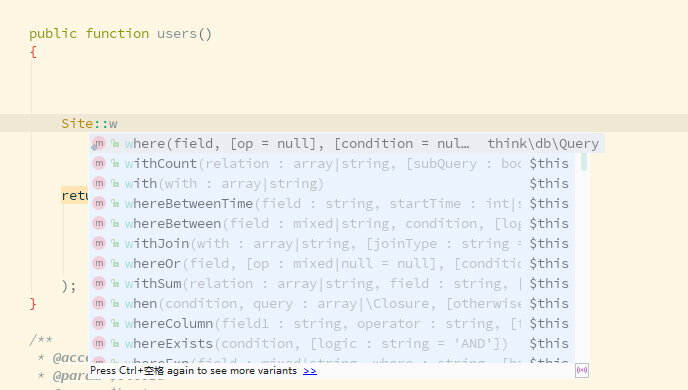 public function users()
{
Site::w
where(field, [op = null], [condition = nul… think\db\Query
withCount(relation : array|string, [subQuery : boo $this
with(with : array|string) $this
whereBetweenTime(field : string, startTime : int|s $this
whereBetween(field : mixed|string, condition, [log $this
withJoin(with : array|string, [joinType : string = $this
whereOr(field, [op : mixed|null = null], [conditio $this
withSum(relation : array|string, field : string, [ $this
retu
when(condition, query : array|\Closure, [otherwise $this
);
whereColumn(field1 : string, operator : string, [f $this
}
whereExists(condition, [logic : string = 'AND']) $this
/**
* @acce
whereExp(field : mixed|string, where : string, [b $this
* @para
Press Ctrl+空格 again to see more variants >>